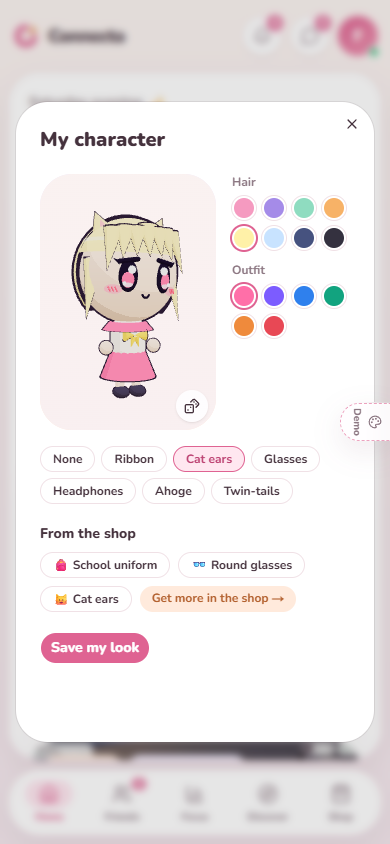 Connecto
My character
Hair
Outfit
Demo
None
Ribbon
Cat ears
Glasses
Headphones
Ahoge
Twin-tails
From the shop
School uniform
Round glasses
Cat ears
Get more in the shop →
Save my look